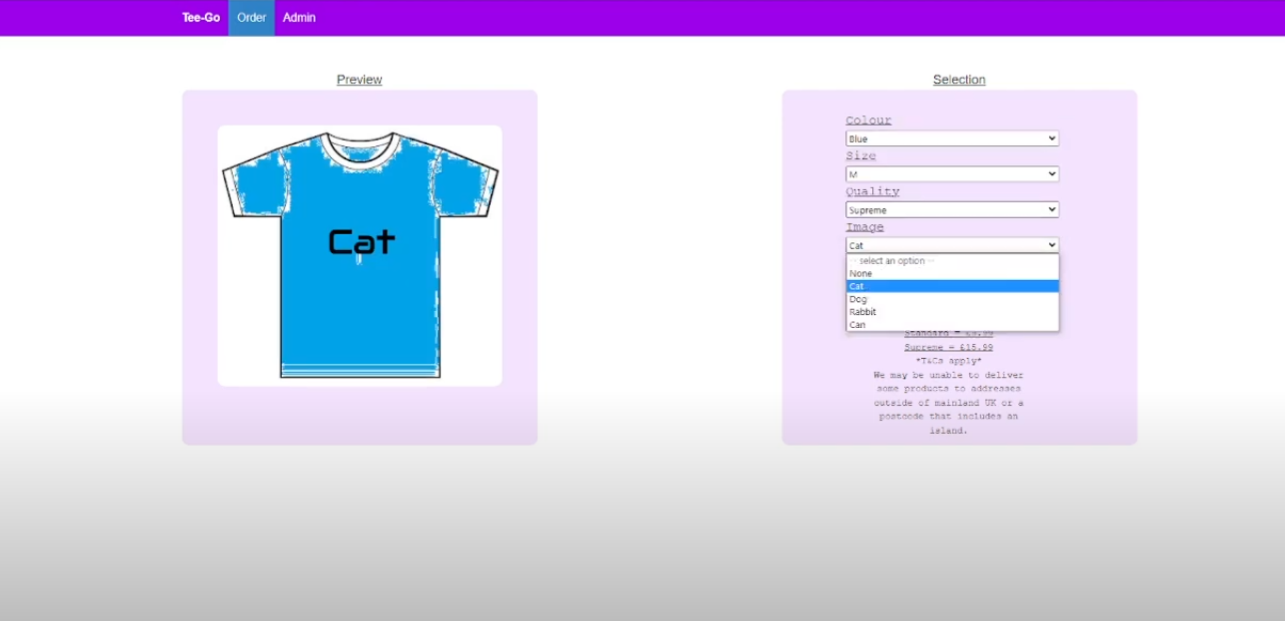 Tee-Go Order Admin
Preview
Selection
Cat
Colour
Blue
Size
M
Quality
Supreme
Image
Cat
-- select an option --
None
Cat
Dog
Rabbit
Can
Standard = £9.99
Supreme = £15.99
*T&Cs apply*
We may be unable to deliver
some products to addresses
outside of mainland UK or a
postcode that includes an
island.